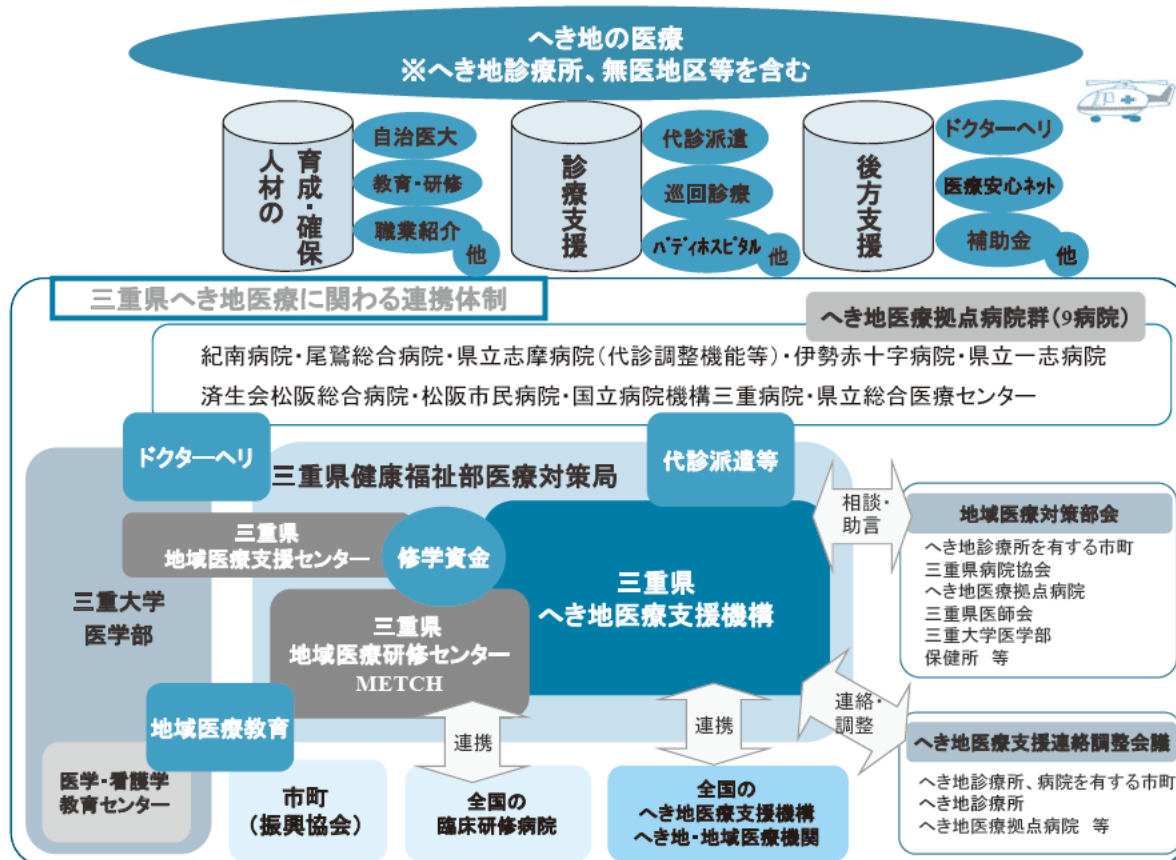 へき地の医療
※へき地診療所、無医地区等を含む
人材の
育成・確保
自治医大
教育・研修
職業紹介
他
診療支援
代診派遣
巡回診療
バディホスピタル
他
後方支援
ドクターヘリ
医療安心ネット
補助金
他
三重県へき地医療に関わる連携体制
へき地医療拠点病院群(9病院)
紀南病院・尾鷲総合病院・県立志摩病院(代診調整機能等)・伊勢赤十字病院・県立一志病院
済生会松阪総合病院・松阪市民病院・国立病院機構三重病院・県立総合医療センター
ドクターヘリ
三重県健康福祉部医療対策局
代診派遣等
三重県
地域医療支援センター
修学資金
三重県
へき地医療支援機構
三重大学
医学部
三重県
地域医療研修センター
METCH
地域医療教育
医学・看護学
教育センター
市町
(振興協会)
連携
全国の
臨床研修病院
連携
全国の
へき地医療支援機構
へき地・地域医療機関
相談・
助言
地域医療対策部会
へき地診療所を有する市町
三重県病院協会
へき地医療拠点病院
三重県医師会
三重大学医学部
保健所 等
連絡・
調整
へき地医療支援連絡調整会議
へき地診療所、病院を有する市町
へき地診療所
へき地医療拠点病院 等